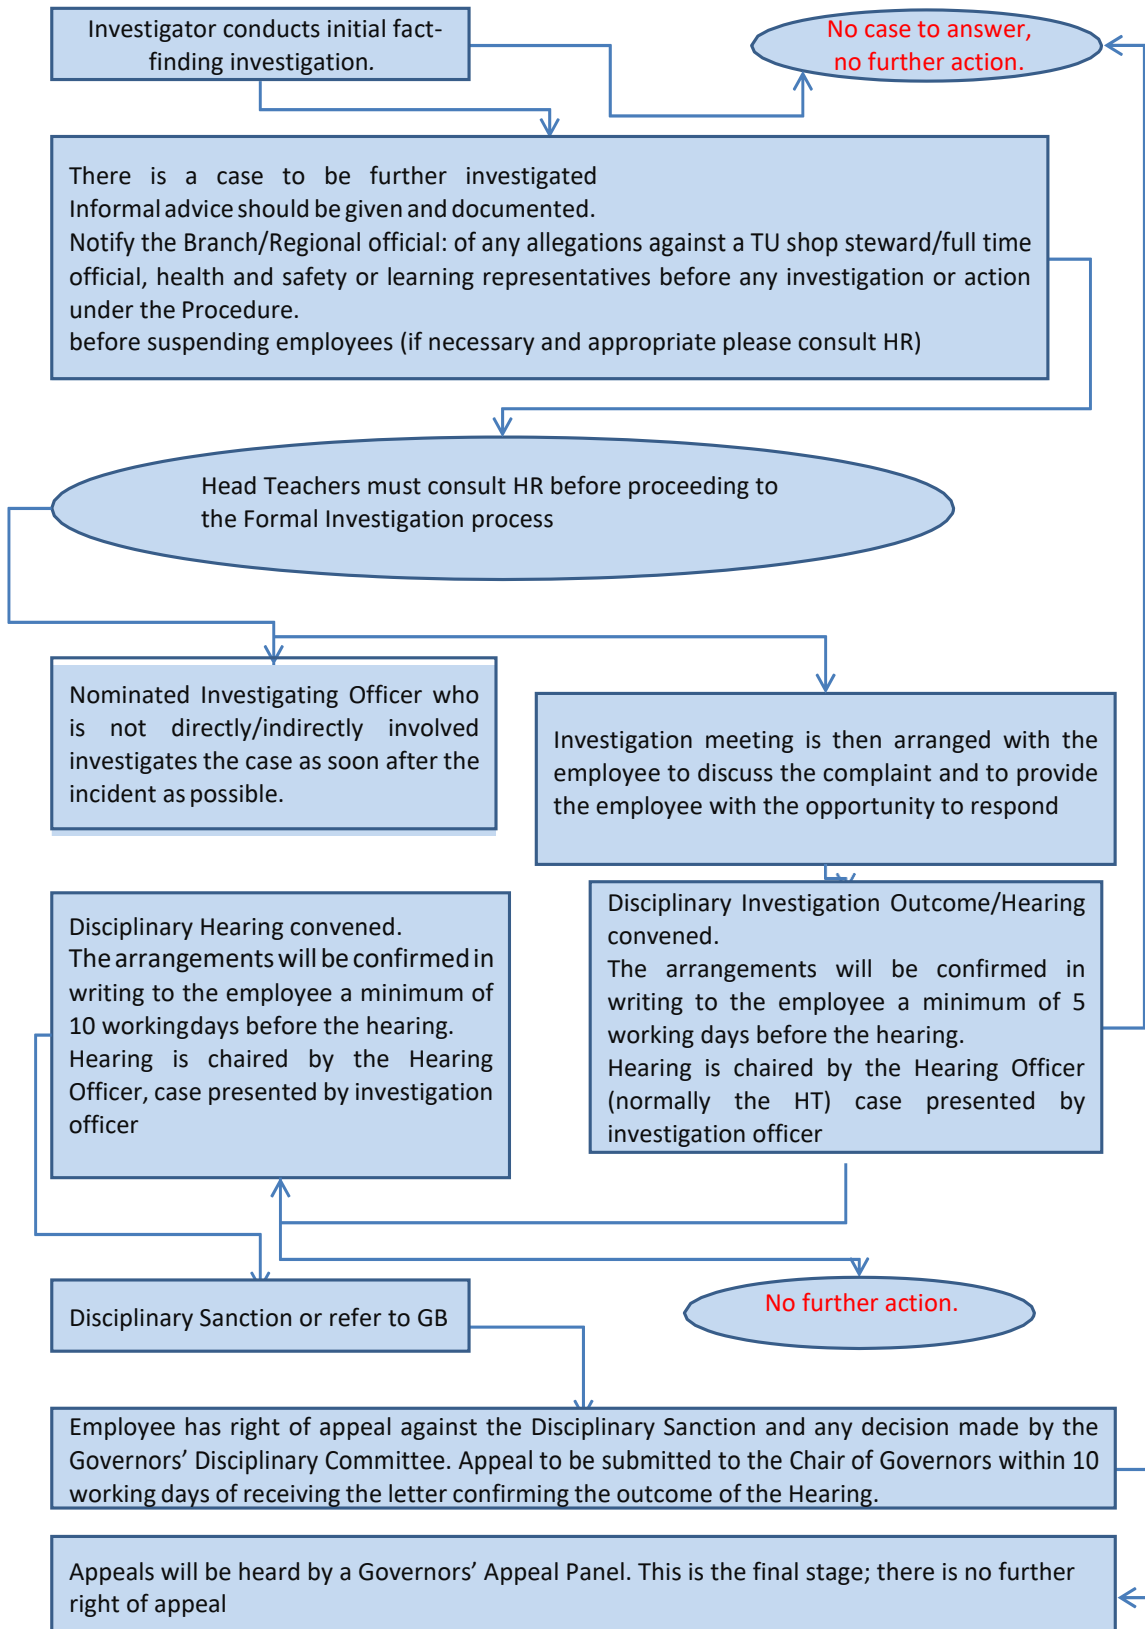 Investigator conducts initial fact-
finding investigation.
No case to answer,
no further action.
There is a case to be further investigated
Informal advice should be given and documented.
Notify the Branch/Regional official: of any allegations against a TU shop steward/full time
official, health and safety or learning representatives before any investigation or action
under the Procedure.
before suspending employees (if necessary and appropriate please consult HR)
Head Teachers must consult HR before proceeding to
the Formal Investigation process
Nominated Investigating Officer who
is not directly/indirectly involved
investigates the case as soon after the
incident as possible.
Investigation meeting is then arranged with the
employee to discuss the complaint and to provide
the employee with the opportunity to respond
Disciplinary Hearing convened.
The arrangements will be confirmed in
writing to the employee a minimum of
10 working days before the hearing.
Hearing is chaired by the Hearing
Officer, case presented by investigation
officer
Disciplinary Investigation Outcome/Hearing
convened.
The arrangements will be confirmed in
writing to the employee a minimum of 5
working days before the hearing.
Hearing is chaired by the Hearing Officer
(normally the HT) case presented by
investigation officer
Disciplinary Sanction or refer to GB
No further action.
Employee has right of appeal against the Disciplinary Sanction and any decision made by the
Governors’ Disciplinary Committee. Appeal to be submitted to the Chair of Governors within 10
working days of receiving the letter confirming the outcome of the Hearing.
Appeals will be heard by a Governors’ Appeal Panel. This is the final stage; there is no further
right of appeal